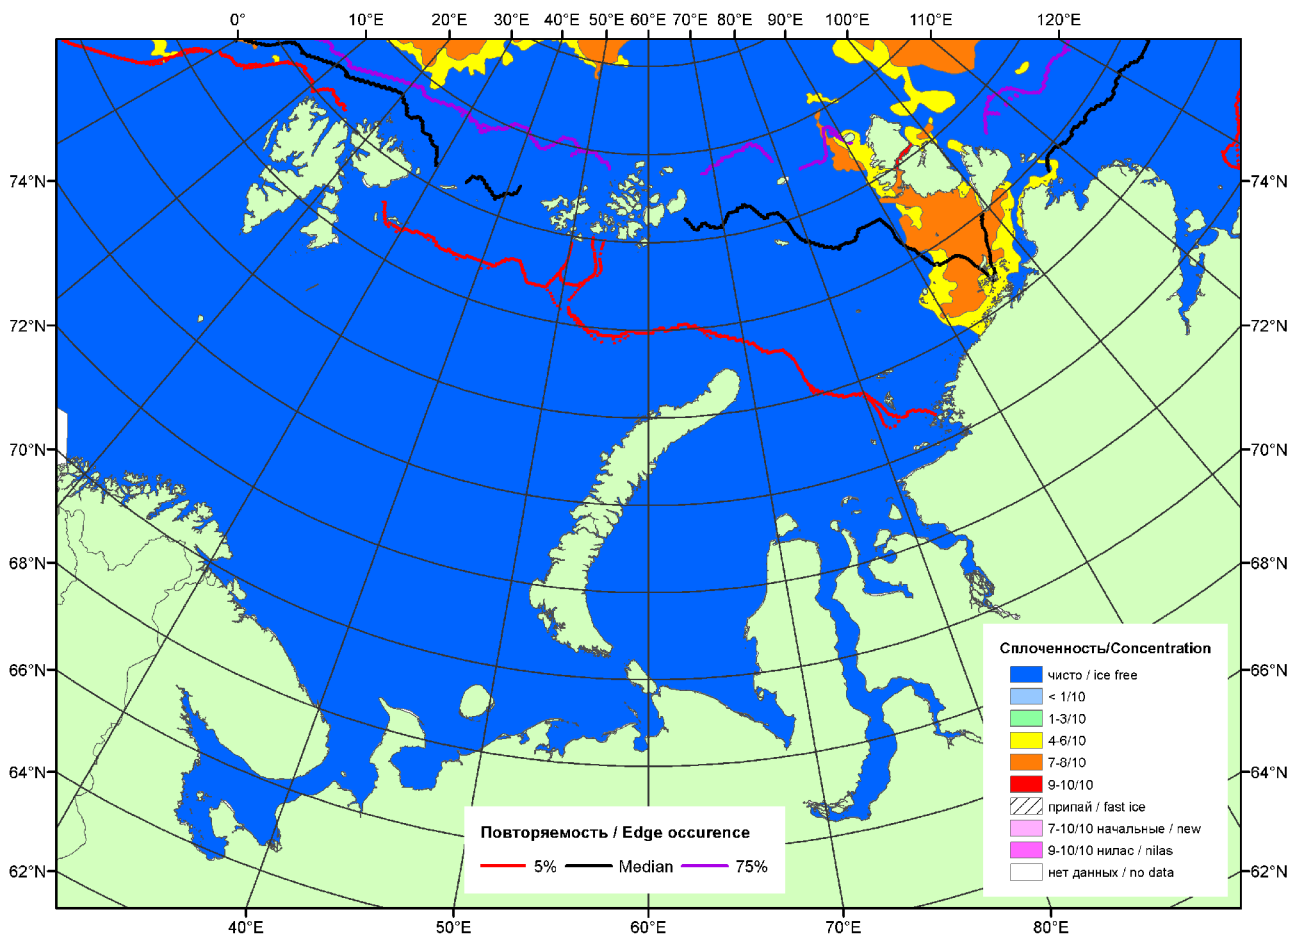 0° 10°E 20°E 30°E 40°E 50°E 60°E 70°E 80°E 90°E 100°E 110°E 120°E
74°N 74°N
72°N 72°N
70°N 70°N
68°N 68°N
66°N 66°N
64°N 64°N
62°N 62°N
Сплоченность/Concentration
чисто / ice free
< 1/10
1-3/10
4-6/10
7-8/10
9-10/10
припай / fast ice
7-10/10 начальные / new
9-10/10 нилас / nilas
нет данных / no data
Повторяемость / Edge occurence
5% Median 75%
40°E 50°E 60°E 70°E 80°E